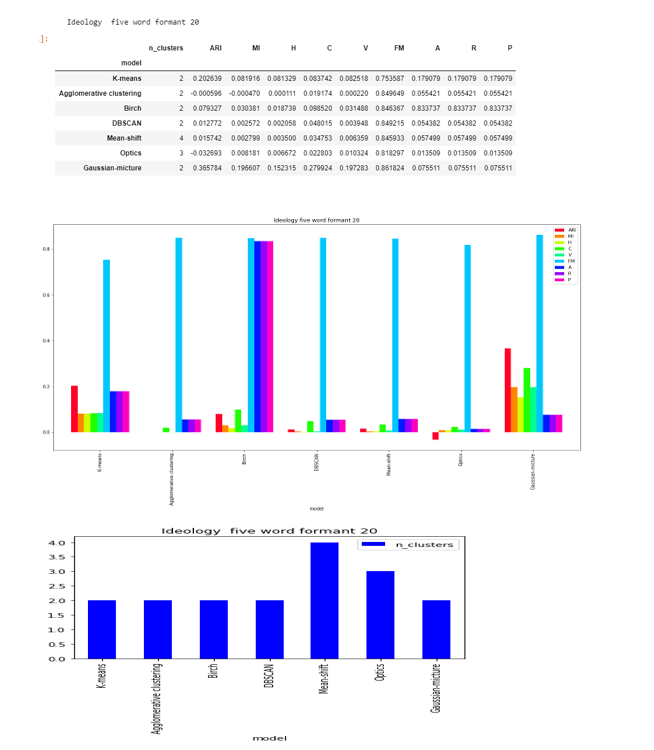 Ideology five word formant 20
]:
n_clusters ARI MI H C V FM A R P
model
K-means 2 0.202639 0.081916 0.081329 0.083742 0.082518 0.753587 0.179079 0.179079 0.179079
Agglomerative clustering 2 -0.000596 -0.000470 0.000111 0.019174 0.000220 0.849649 0.055421 0.055421 0.055421
Birch 2 0.079327 0.030381 0.018739 0.098520 0.031488 0.846367 0.833737 0.833737 0.833737
DBSCAN 2 0.012772 0.002572 0.002058 0.048015 0.003948 0.849215 0.054382 0.054382 0.054382
Mean-shift 4 0.015742 0.002799 0.003500 0.034753 0.006359 0.845933 0.057499 0.057499 0.057499
Optics 3 -0.032693 0.008181 0.006672 0.022803 0.010324 0.818297 0.013509 0.013509 0.013509
Gaussian-micture 2 0.365784 0.196607 0.152315 0.279924 0.197283 0.861824 0.075511 0.075511 0.075511
Ideology five word formant 20
ARI
MI
H
C
V
FM
A
R
P
0.8
0.6
0.4
0.2
0.0
K-means
Agglomerative clustering
Birch
DBSCAN
Mean-shift
Optics
Gaussian-micture
model
Ideology five word formant 20
n_clusters
4.0
3.5
3.0
2.5
2.0
1.5
1.0
0.5
0.0
K-means
Agglomerative clustering
Birch
DBSCAN
Mean-shift
Optics
Gaussian-micture
model